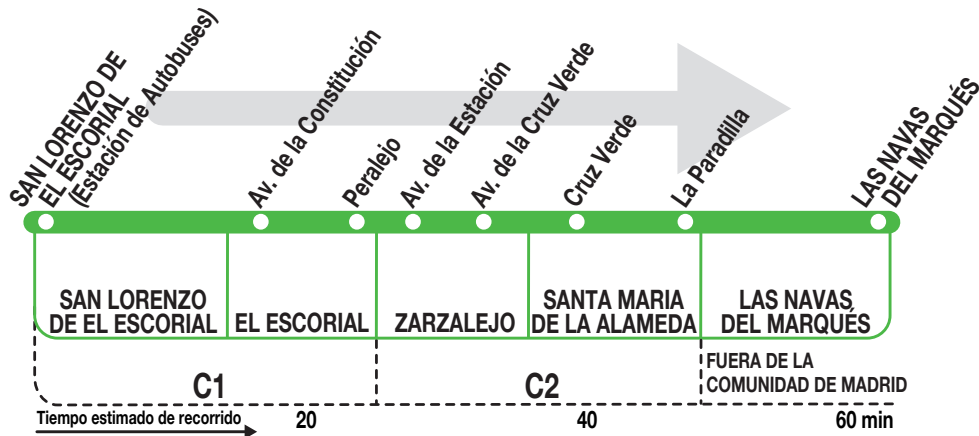 SAN LORENZO DE
EL ESCORIAL
(Estación de Autobuses)
Av. de la Constitución
Peralejo
Av. de la Estación
Av. de la Cruz Verde
Cruz Verde
La Paradilla
LAS NAVAS
DEL MARQUÉS
SAN LORENZO
DE EL ESCORIAL
EL ESCORIAL
ZARZALEJO
SANTA MARIA
DE LA ALAMEDA
LAS NAVAS
DEL MARQUÉS
C1
C2
FUERA DE LA
COMUNIDAD DE MADRID
Tiempo estimado de recorrido 20 40 60 min